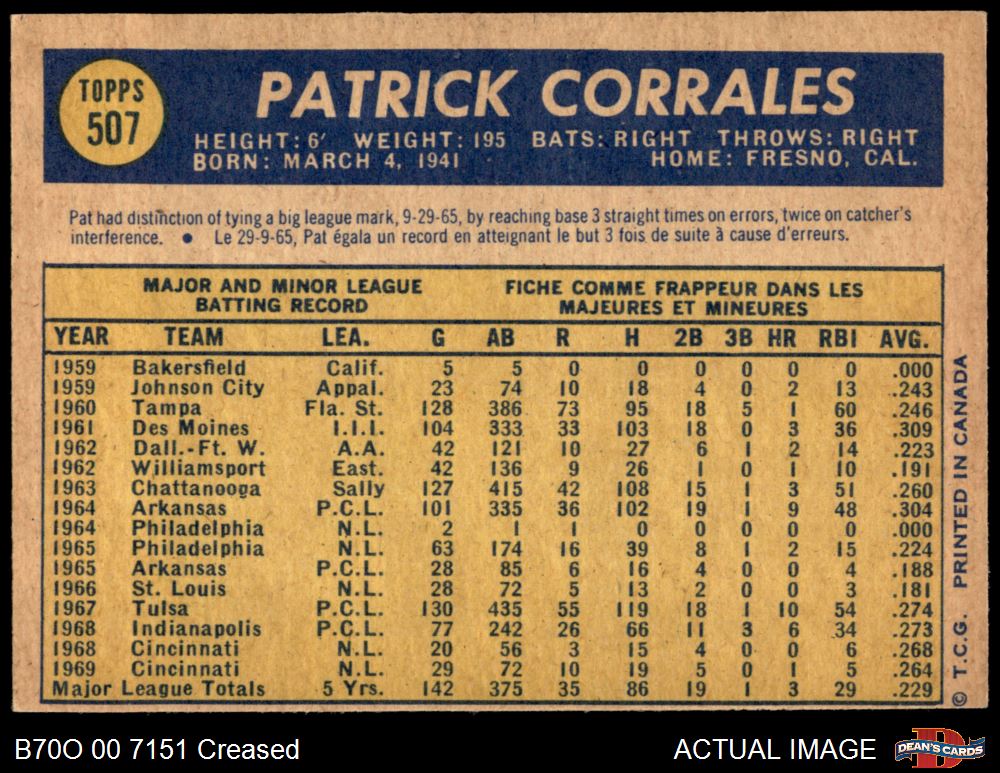 TOPPS
507
PATRICK CORRALES
HEIGHT: 6' WEIGHT: 195 BATS: RIGHT THROWS: RIGHT
BORN: MARCH 4, 1941 HOME: FRESNO, CAL.
Pat had distinction of tying a big league mark, 9-29-65, by reaching base 3 straight times on errors, twice on catcher's
interference. ● Le 29-9-65, Pat égala un record en atteignant le but 3 fois de suite à cause d'erreurs.
MAJOR AND MINOR LEAGUE FICHE COMME FRAPPEUR DANS LES
BATTING RECORD MAJEURES ET MINEURES
YEAR TEAM LEA. G AB R H 2B 3B HR RBI AVG.
1959 Bakersfield Calif. 5 5 0 0 0 0 0 0 .000
1959 Johnson City Appal. 23 74 10 18 4 0 2 13 .243
1960 Tampa Fla. St. 128 386 73 95 18 5 1 60 .246
1961 Des Moines I.I.I. 104 333 33 103 18 0 3 36 .309
1962 Dall.-Ft. W. A.A. 42 121 10 27 6 1 2 14 .223
1962 Williamsport East. 42 136 9 26 1 0 1 10 .191
1963 Chattanooga Sally 127 415 42 108 15 1 3 51 .260
1964 Arkansas P.C.L. 101 335 36 102 19 1 9 48 .304
1964 Philadelphia N.L. 2 1 1 0 0 0 0 0 .000
1965 Philadelphia N.L. 63 174 16 39 8 1 2 15 .224
1965 Arkansas P.C.L. 28 85 6 16 4 0 0 4 .188
1966 St. Louis N.L. 28 72 5 13 2 0 0 3 .181
1967 Tulsa P.C.L. 130 435 55 119 18 1 10 54 .274
1968 Indianapolis P.C.L. 77 242 26 66 11 3 6 34 .273
1968 Cincinnati N.L. 20 56 3 15 4 0 0 6 .268
1969 Cincinnati N.L. 29 72 10 19 5 0 1 5 .264
Major League Totals 5 Yrs. 142 375 35 86 19 1 3 29 .229
© T.C.G. PRINTED IN CANADA
B70O 00 7151 Creased
ACTUAL IMAGE
DEAN'S CARDS